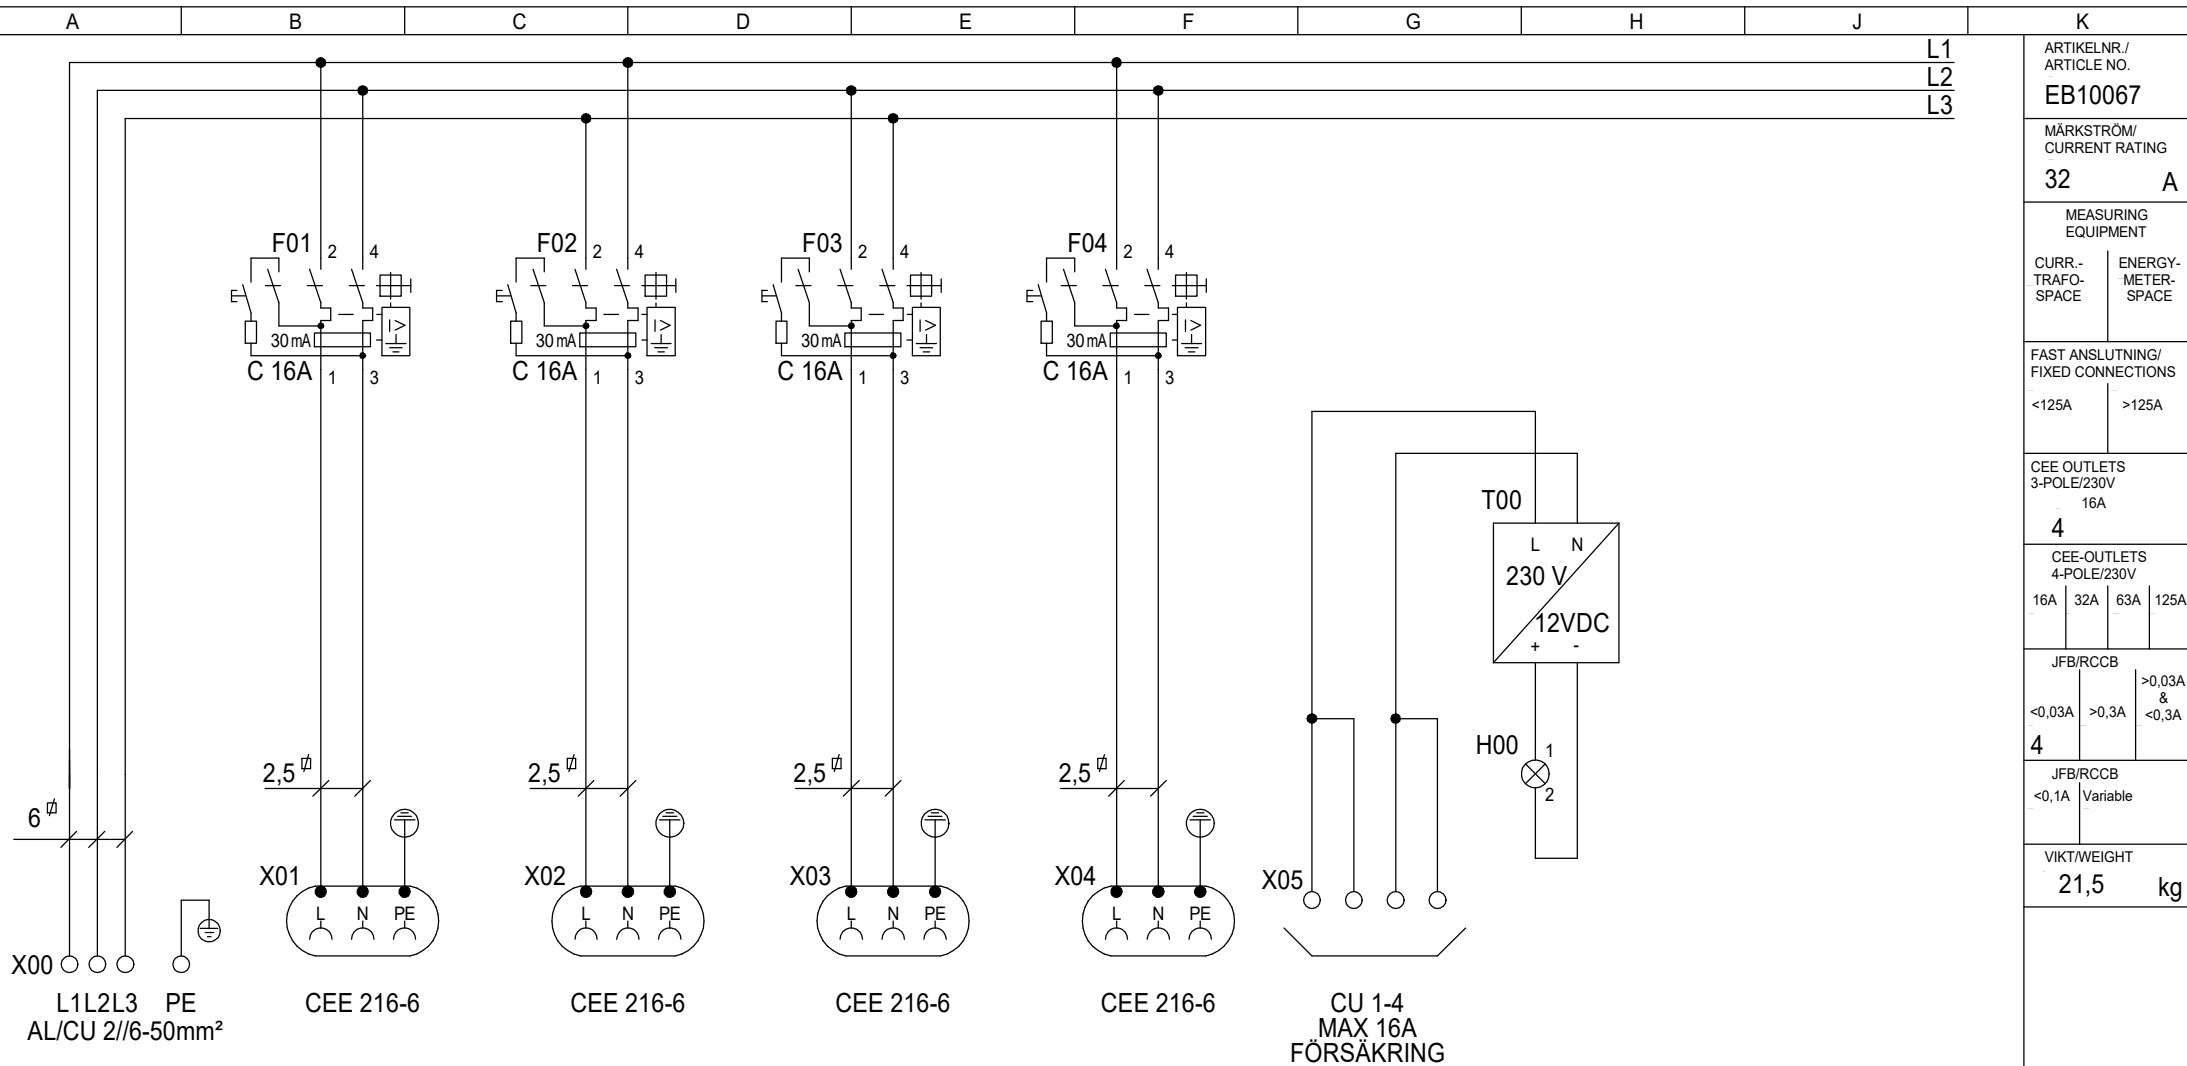 A B C D E F G H J K
L1
L2
L3
ARTIKELNR./
ARTICLE NO.
EB10067
MÄRKSTRÖM/
CURRENT RATING
32 A
MEASURING
EQUIPMENT
CURR.-
TRAFO-
SPACE
ENERGY-
METER-
SPACE
FAST ANSLUTNING/
FIXED CONNECTIONS
<125A >125A
CEE OUTLETS
3-POLE/230V
16A
4
CEE-OUTLETS
4-POLE/230V
16A 32A 63A 125A
JFB/RCCB
<0,03A >0,3A
>0,03A
&
<0,3A
4
JFB/RCCB
<0,1A Variable
VIKT/WEIGHT
21,5 kg
F01 2 4
I>
30 mA
C 16A 1 3
F02 2 4
I>
30 mA
C 16A 1 3
F03 2 4
I>
30 mA
C 16A 1 3
F04 2 4
I>
30 mA
C 16A 1 3
T00
L N
230 V
12VDC
+ -
H00 1
2
6
2,5
2,5
2,5
2,5
X01
L N PE
CEE 216-6
X02
L N PE
CEE 216-6
X03
L N PE
CEE 216-6
X04
L N PE
CEE 216-6
X05
CU 1-4
MAX 16A
FÖRSÄKRING
X00
L1L2L3 PE
AL/CU 2//6-50mm²